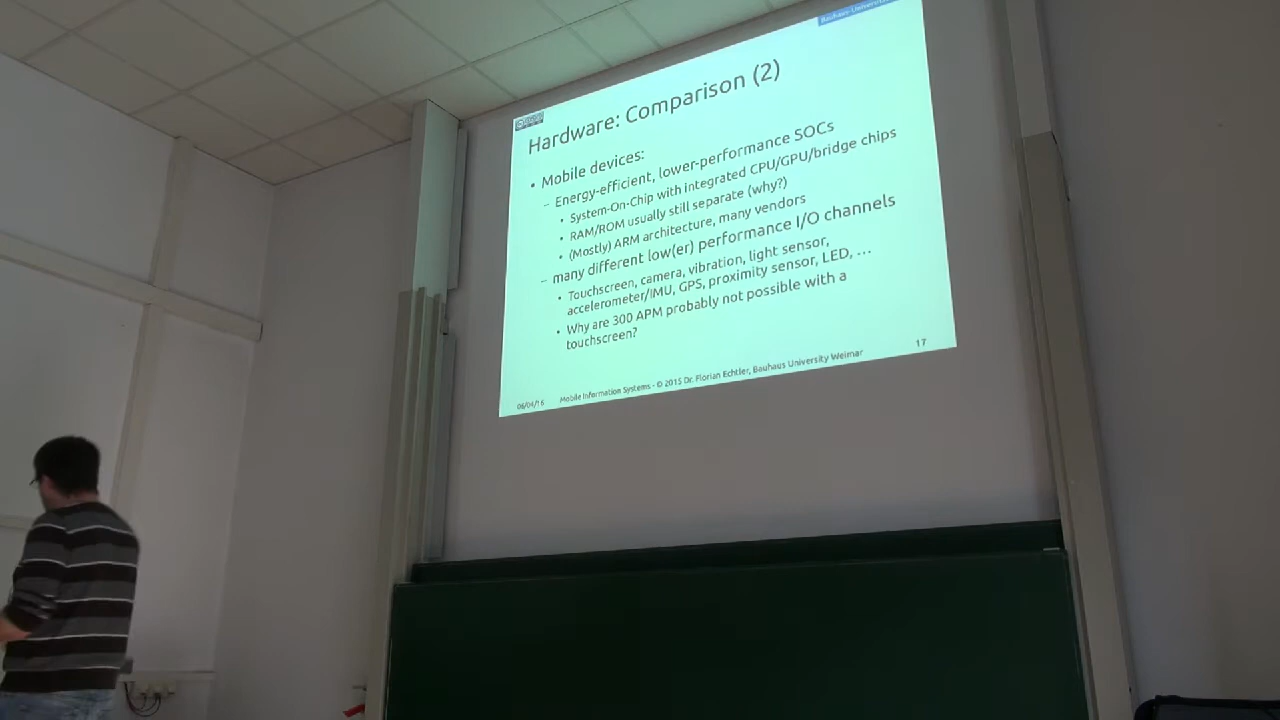 Bauhaus-Universität
Hardware: Comparison (2)
• Mobile devices:
– Energy-efficient, lower-performance SOCs
• System-On-Chip with integrated CPU/GPU/bridge chips
• RAM/ROM usually still separate (why?)
• (Mostly) ARM architecture, many vendors
– many different low(er) performance I/O channels
• Touchscreen, camera, vibration, light sensor,
accelerometer/IMU, GPS, proximity sensor, LED, ...
• Why are 300 APM probably not possible with a
touchscreen?
06/04/16 Mobile Information Systems - © 2015 Dr. Florian Echtler, Bauhaus University Weimar 17